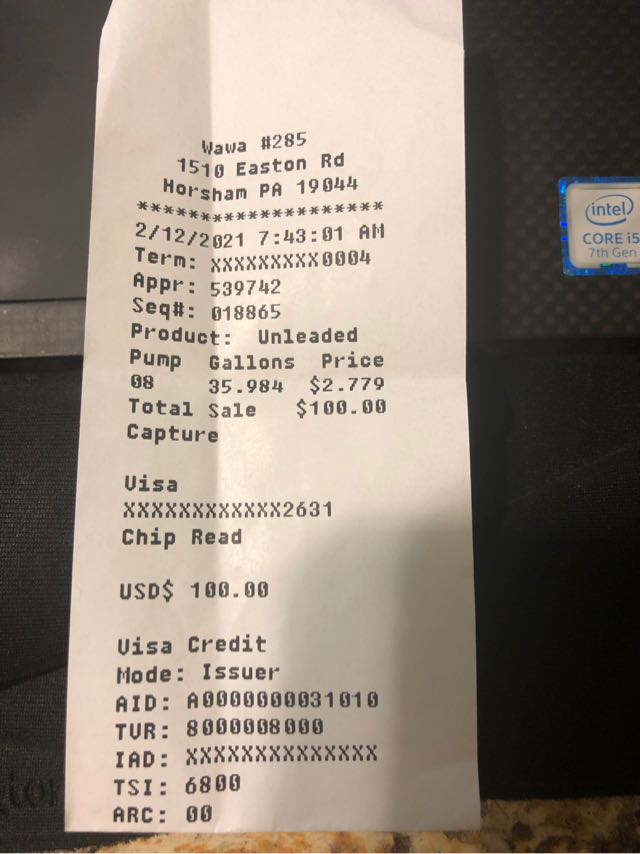 Wawa #285
1510 Easton Rd
Horsham PA 19044
*******************
2/12/2021 7:43:01 AM
Term: XXXXXXXXX0004
Appr: 539742
Seq#: 018865
Product: Unleaded
Pump Gallons Price
08 35.984 $2.779
Total Sale $100.00
Capture
Visa
XXXXXXXXXXXX2631
Chip Read
USD$ 100.00
Visa Credit
Mode: Issuer
AID: A0000000031010
TVR: 8000008000
IAD: XXXXXXXXXXXXXX
TSI: 6800
ARC: 00
intel
CORE i5
7th Gen